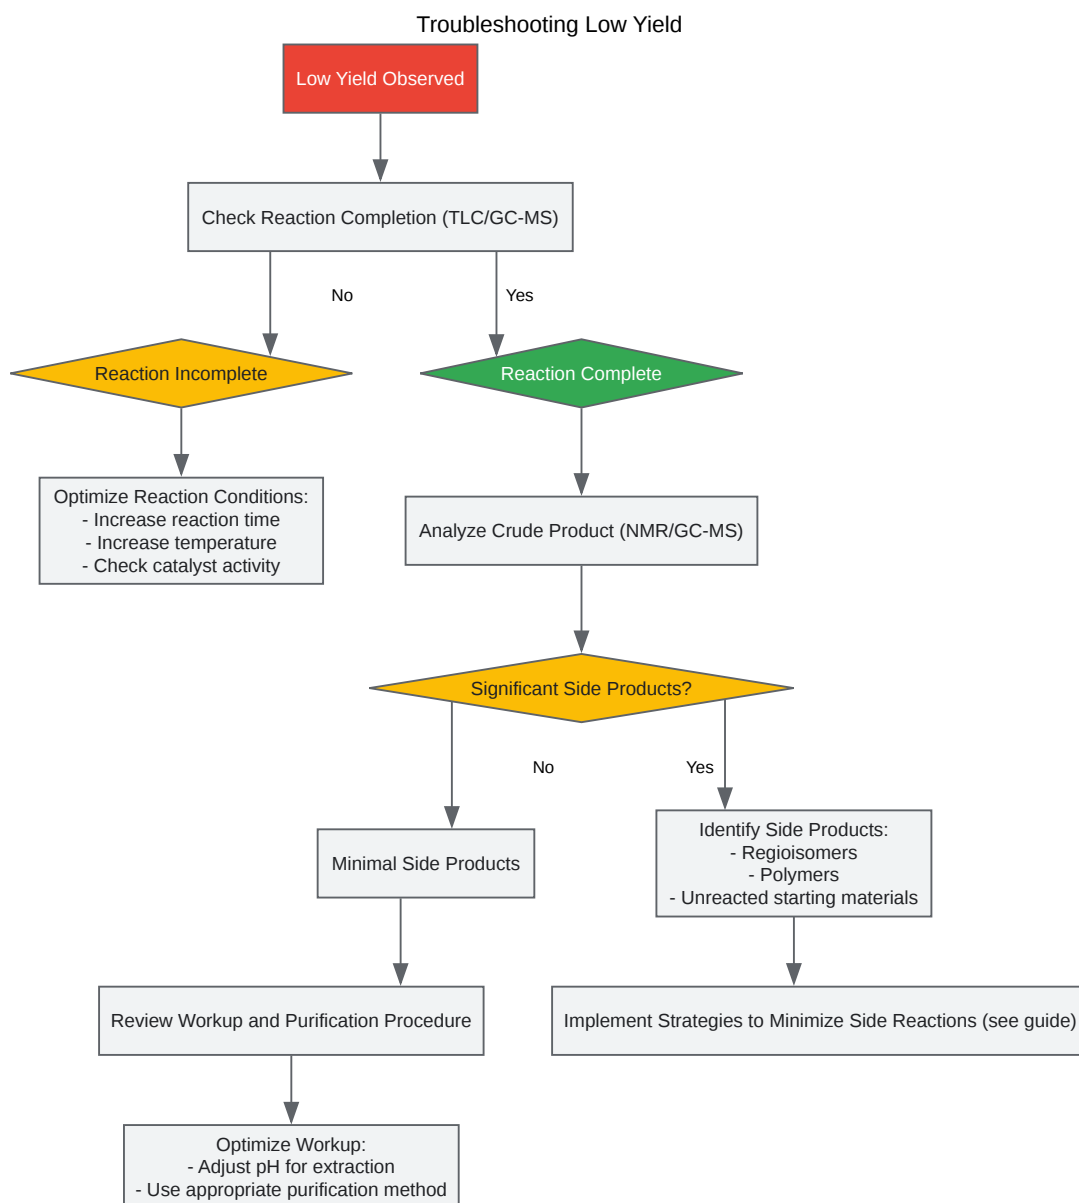 Troubleshooting Low Yield
Low Yield Observed
Check Reaction Completion (TLC/GC-MS)
No
Yes
Reaction Incomplete
Reaction Complete
Optimize Reaction Conditions:
- Increase reaction time
- Increase temperature
- Check catalyst activity
Analyze Crude Product (NMR/GC-MS)
Significant Side Products?
No
Yes
Minimal Side Products
Identify Side Products:
- Regioisomers
- Polymers
- Unreacted starting materials
Review Workup and Purification Procedure
Implement Strategies to Minimize Side Reactions (see guide)
Optimize Workup:
- Adjust pH for extraction
- Use appropriate purification method